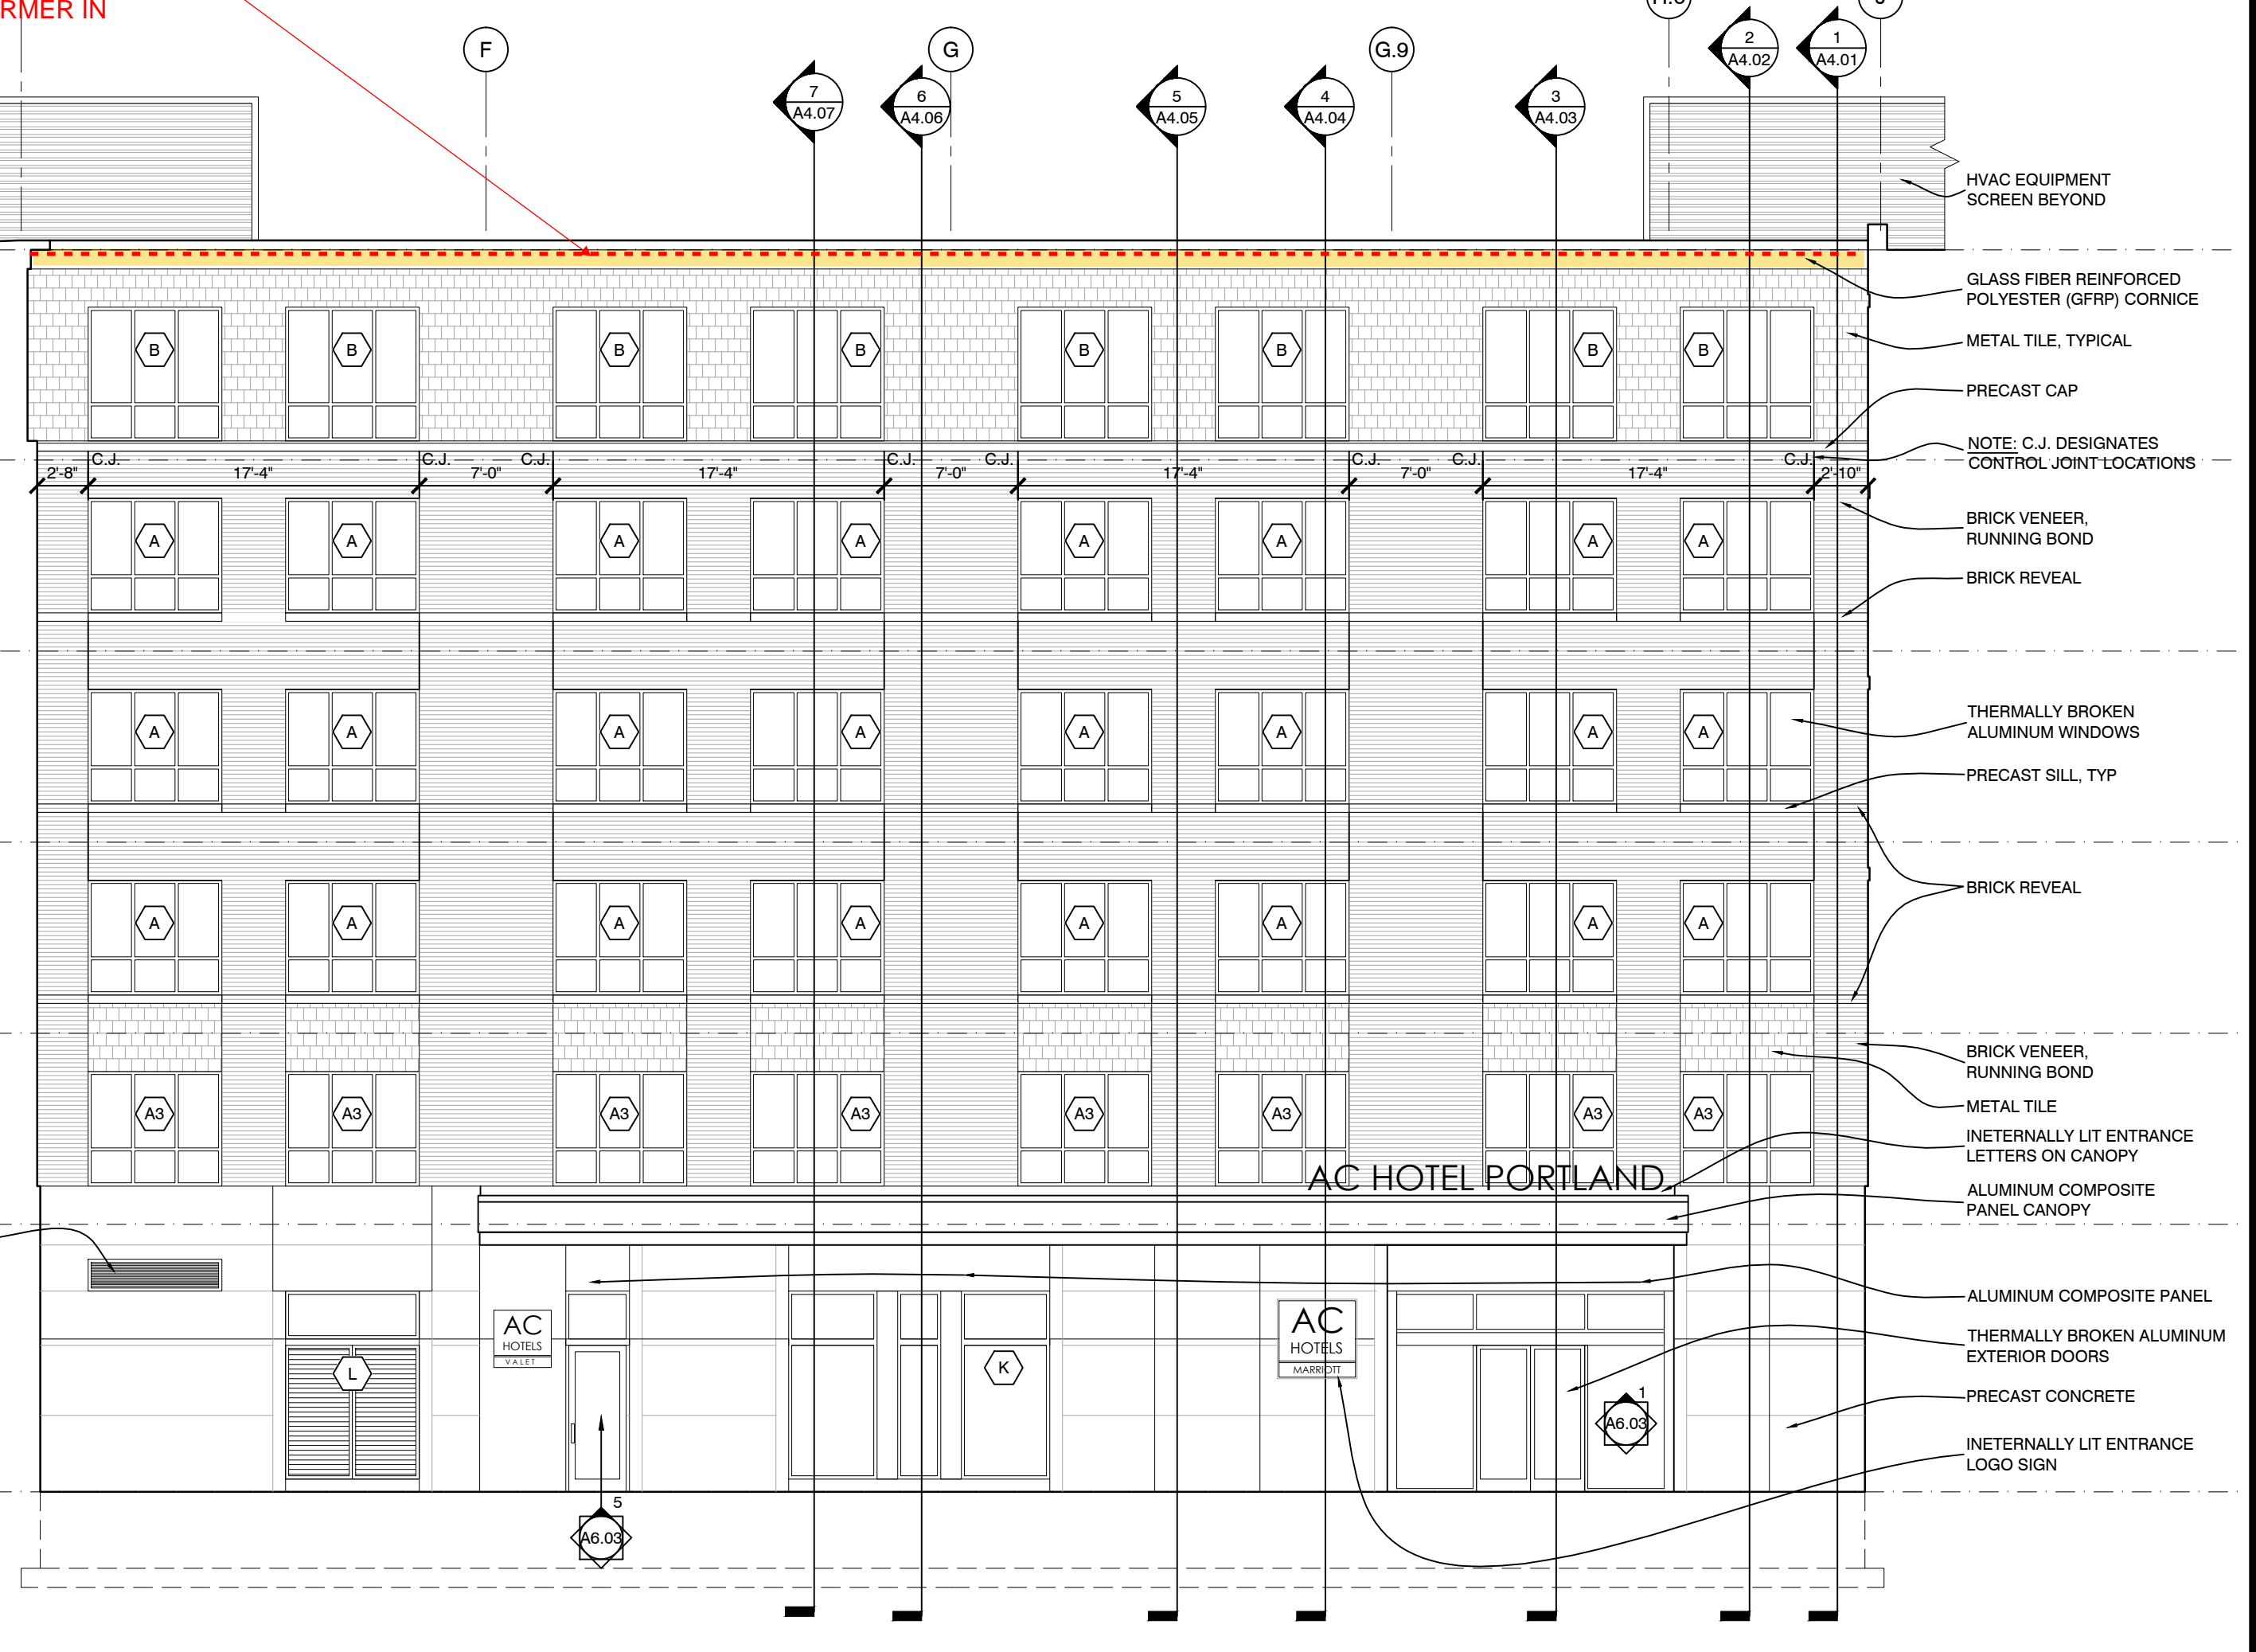 RMER IN
F
G
G.9
H.8
J
7
A4.07
6
A4.06
5
A4.05
4
A4.04
3
A4.03
2
A4.02
1
A4.01
HVAC EQUIPMENT
SCREEN BEYOND
GLASS FIBER REINFORCED
POLYESTER (GFRP) CORNICE
METAL TILE, TYPICAL
B B B B B B B B
PRECAST CAP
NOTE: C.J. DESIGNATES
CONTROL JOINT LOCATIONS
C.J. C.J. C.J. C.J. C.J. C.J. C.J. C.J.
2'-8" 17'-4" 7'-0" 17'-4" 7'-0" 17'-4" 7'-0" 17'-4" 2'-10"
BRICK VENEER,
RUNNING BOND
A A A A A A A A
BRICK REVEAL
THERMALLY BROKEN
ALUMINUM WINDOWS
A A A A A A A A
PRECAST SILL, TYP
BRICK REVEAL
A A A A A A A A
BRICK VENEER,
RUNNING BOND
METAL TILE
A3 A3 A3 A3 A3 A3 A3 A3
INETERNALLY LIT ENTRANCE
LETTERS ON CANOPY
AC HOTEL PORTLAND
ALUMINUM COMPOSITE
PANEL CANOPY
ALUMINUM COMPOSITE PANEL
THERMALLY BROKEN ALUMINUM
EXTERIOR DOORS
AC
HOTELS
VALET
AC
HOTELS
MARRIOTT
L
K
1
A6.03
PRECAST CONCRETE
INETERNALLY LIT ENTRANCE
LOGO SIGN
5
A6.03